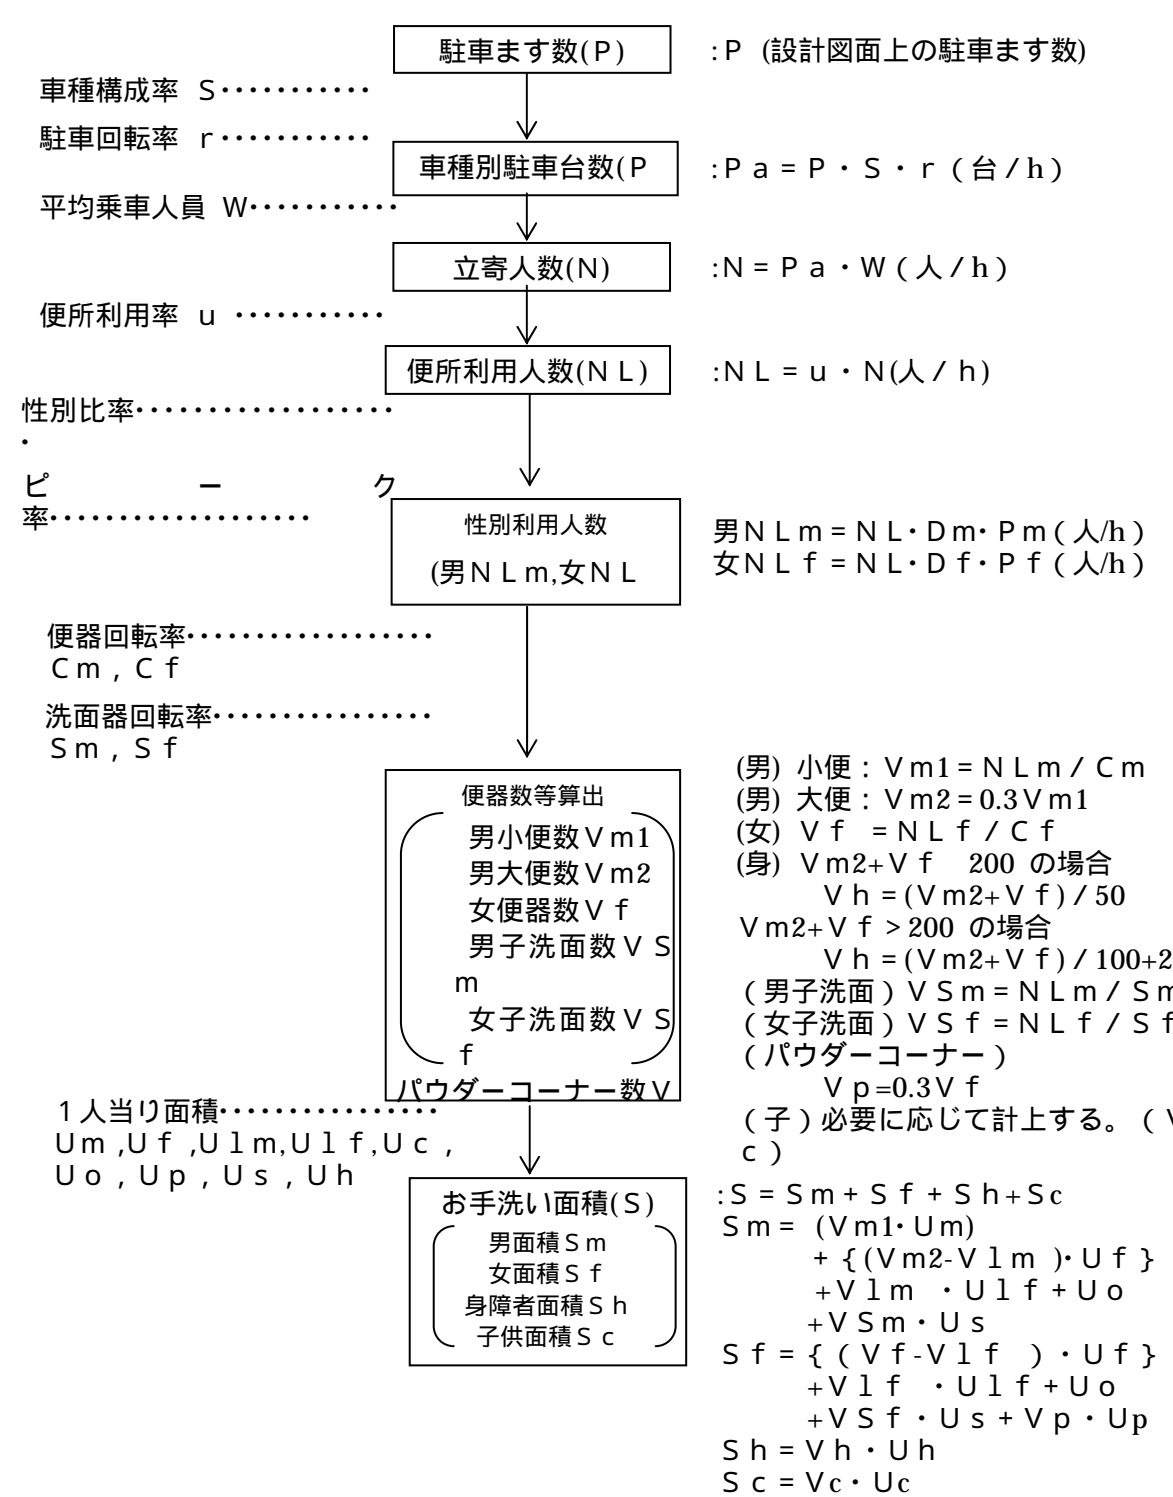 駐車ます数(Ｐ)
:Ｐ (設計図面上の駐車ます数)
車種構成率 Ｓ・・・・・・・・・・・
駐車回転率 ｒ・・・・・・・・・・・
車種別駐車台数(Ｐ
:Ｐａ=Ｐ・Ｓ・ｒ(台/h)
平均乗車人員 Ｗ・・・・・・・・・・・
立寄人数(Ｎ)
:Ｎ=Ｐａ・Ｗ(人/h)
便所利用率 ｕ ・・・・・・・・・・・
便所利用人数(ＮＬ)
:ＮＬ=ｕ・Ｎ(人/ｈ)
性別比率・・・・・・・・・・・・・・・・・・
・
ピ ー ク
率・・・・・・・・・・・・・・・・・・・
性別利用人数
(男ＮＬｍ,女ＮＬ
男ＮＬｍ=ＮＬ・Ｄｍ・Ｐｍ(人/h)
女ＮＬｆ=ＮＬ・Ｄｆ・Ｐｆ(人/h)
便器回転率・・・・・・・・・・・・・・・・・・
Ｃｍ,Ｃｆ
洗面器回転率・・・・・・・・・・・・・・・・
Ｓｍ,Ｓｆ
便器数等算出
男小便数Ｖｍ1
男大便数Ｖｍ2
女便器数Ｖｆ
男子洗面数ＶＳ
ｍ
女子洗面数ＶＳ
ｆ
パウダーコーナー数Ｖ
(男) 小便:Ｖｍ1=ＮＬｍ/Ｃｍ
(男) 大便:Ｖｍ2=0.3Ｖｍ1
(女) Ｖｆ =ＮＬｆ/Ｃｆ
(身) Ｖｍ2+Ｖｆ 200 の場合
Ｖｈ=(Ｖｍ2+Ｖｆ)/50
Ｖｍ2+Ｖｆ>200 の場合
Ｖｈ=(Ｖｍ2+Ｖｆ)/100+2
(男子洗面)ＶＳｍ=ＮＬｍ/Ｓｍ
(女子洗面)ＶＳｆ=ＮＬｆ/Ｓｆ
(パウダーコーナー)
Ｖｐ=0.3Ｖｆ
(子)必要に応じて計上する。(Ｖ
ｃ)
１人当り面積・・・・・・・・・・・・・・・・
Ｕｍ,Ｕｆ,Ｕｌｍ,Ｕｌｆ,Ｕｃ,
Ｕｏ,Ｕｐ,Ｕｓ,Ｕｈ
お手洗い面積(Ｓ)
男面積Ｓｍ
女面積Ｓｆ
身障者面積Ｓｈ
子供面積Ｓｃ
:Ｓ=Ｓｍ+Ｓｆ+Ｓｈ+Ｓc
Ｓｍ= (Ｖｍ1・Ｕｍ)
+{(Ｖｍ2-Ｖｌｍ )・Ｕｆ}
+Ｖｌｍ ・Ｕｌｆ+Ｕｏ
+ＶＳｍ・Ｕｓ
Ｓｆ={(Ｖｆ-Ｖｌｆ )・Ｕｆ}
+Ｖｌｆ ・Ｕｌｆ+Ｕｏ
+ＶＳｆ・Ｕｓ+Ｖｐ・Ｕp
Ｓｈ=Ｖｈ・Ｕｈ
Ｓｃ=Ｖc・Ｕc